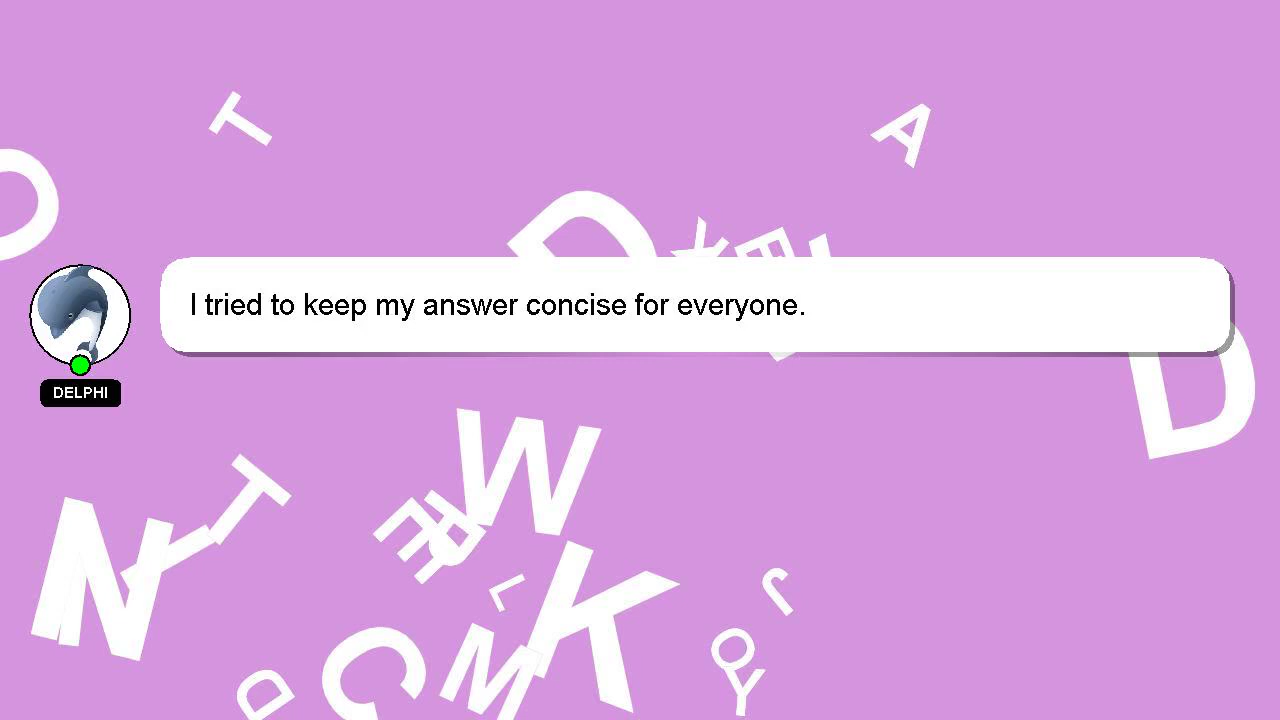 I tried to keep my answer concise for everyone.
DELPHI
T
A
O
D
K
E
D
W
N
T
E
R
L
K
J
C
M
O
Y
D